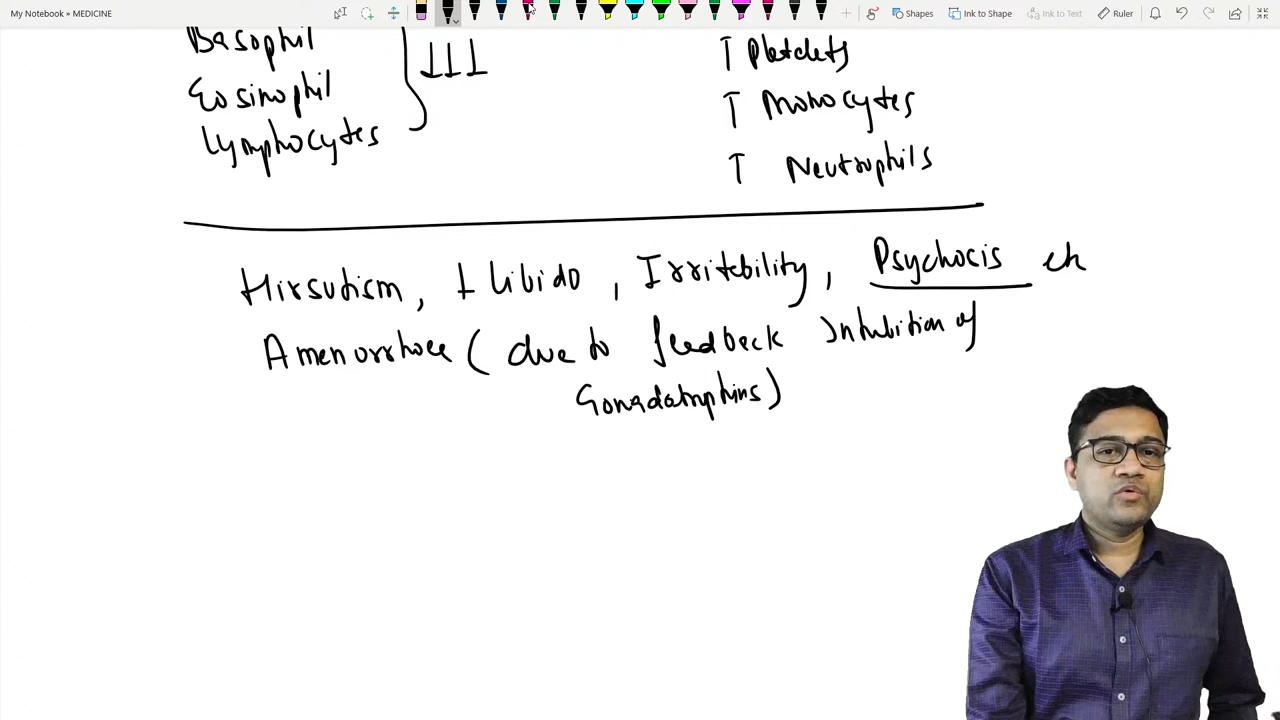 My Notebook » MEDICINE
Shapes
Ink to Shape
Ink to Text
Ruler
Basophil
Eosinophil
Lymphocytes
↓↓↓
↑ Platelets
↑ Monocytes
↑ Neutrophils
Hirsutism, ↓ libido, Irritability, Psychosis etc
Amenorrhoea (due to feedback Inhibition of
Gonadotrophins)